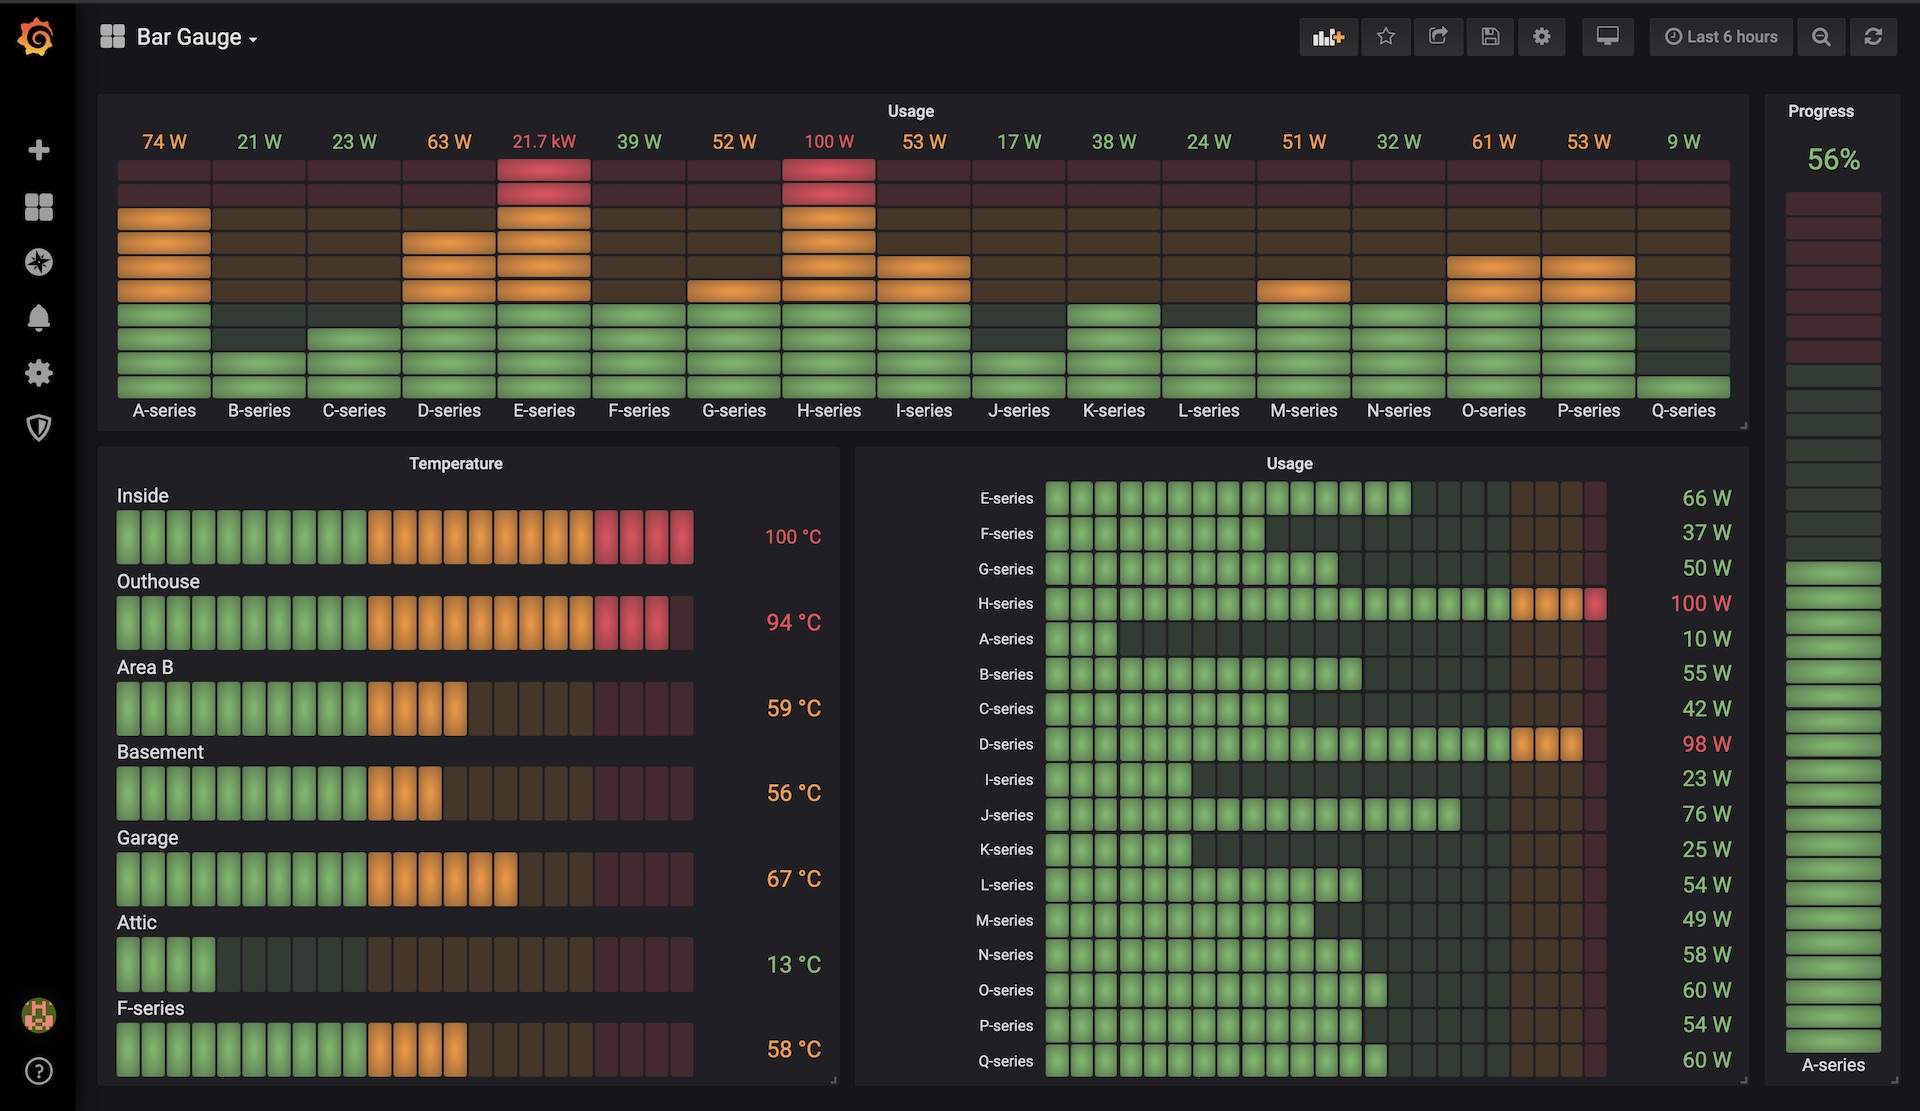 Bar Gauge
Last 6 hours
Usage
74 W 21 W 23 W 63 W 21.7 kW 39 W 52 W 100 W 53 W 17 W 38 W 24 W 51 W 32 W 61 W 53 W 9 W
A-series B-series C-series D-series E-series F-series G-series H-series I-series J-series K-series L-series M-series N-series O-series P-series Q-series
Progress
56%
A-series
Temperature
Inside
100 °C
Outhouse
94 °C
Area B
59 °C
Basement
56 °C
Garage
67 °C
Attic
13 °C
F-series
58 °C
Usage
E-series 66 W
F-series 37 W
G-series 50 W
H-series 100 W
A-series 10 W
B-series 55 W
C-series 42 W
D-series 98 W
I-series 23 W
J-series 76 W
K-series 25 W
L-series 54 W
M-series 49 W
N-series 58 W
O-series 60 W
P-series 54 W
Q-series 60 W